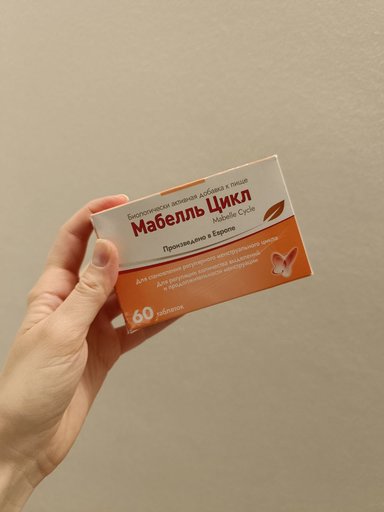 Биологически активная добавка к пище
Мабелль Цикл
Mabelle Cycle
Произведено в Европе
Для становления регулярного менструального цикла
Для регуляции количества выделений
и продолжительности менструации
60 таблеток